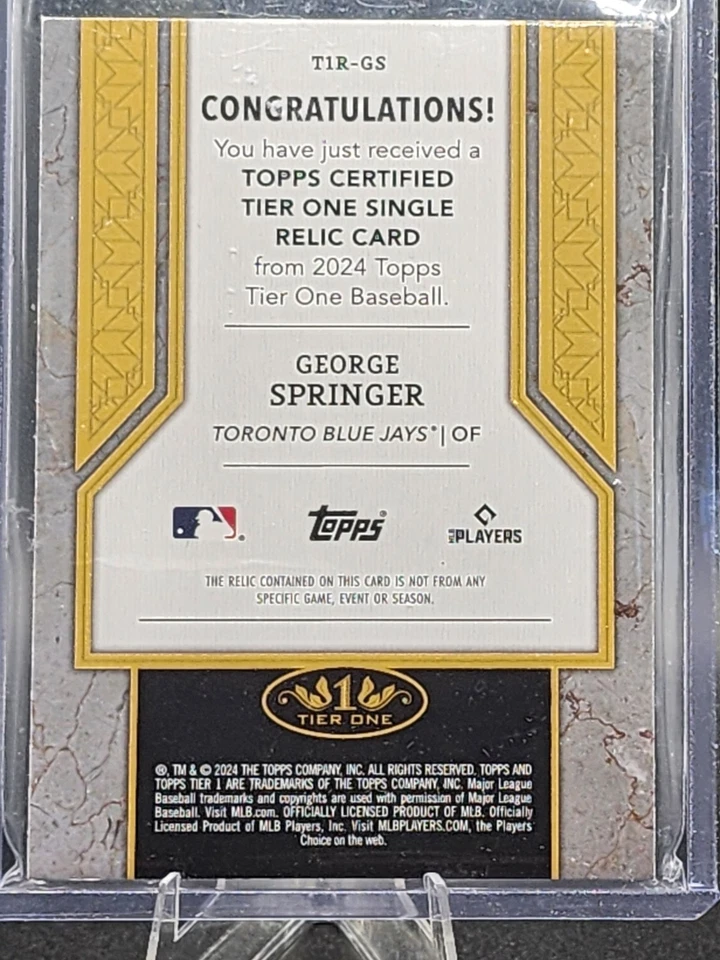 T1R-GS
CONGRATULATIONS!
You have just received a
TOPPS CERTIFIED
TIER ONE SINGLE
RELIC CARD
from 2024 Topps
Tier One Baseball.
GEORGE
SPRINGER
TORONTO BLUE JAYS®| OF
® topps® MLB PLAYERS
THE RELIC CONTAINED ON THIS CARD IS NOT FROM ANY
SPECIFIC GAME, EVENT OR SEASON.
1
TIER ONE
®, TM & © 2024 THE TOPPS COMPANY, INC. ALL RIGHTS RESERVED. TOPPS AND
TOPPS TIER 1 ARE TRADEMARKS OF THE TOPPS COMPANY, INC. Major League
Baseball trademarks and copyrights are used with permission of Major League
Baseball. Visit MLB.com. OFFICIALLY LICENSED PRODUCT OF MLB. Officially
Licensed Product of MLB Players, Inc. Visit MLBPLAYERS.COM, the Players
Choice on the web.